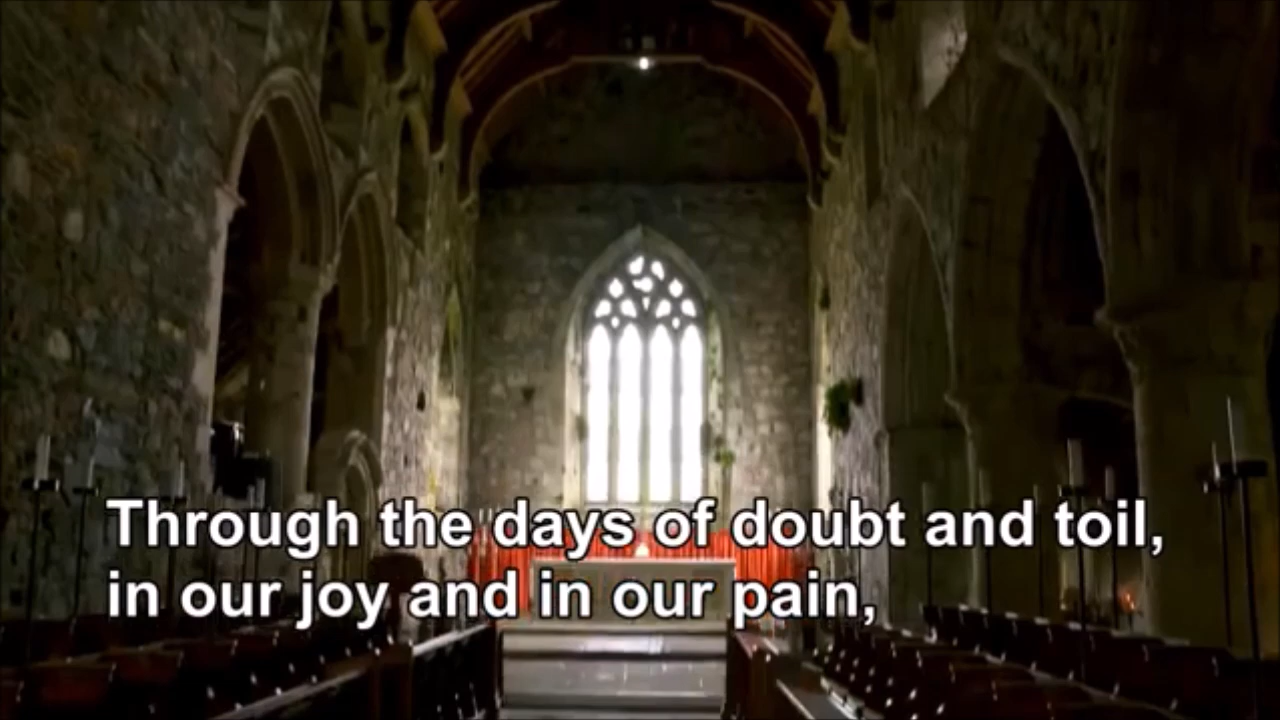 Through the days of doubt and toil,
in our joy and in our pain,